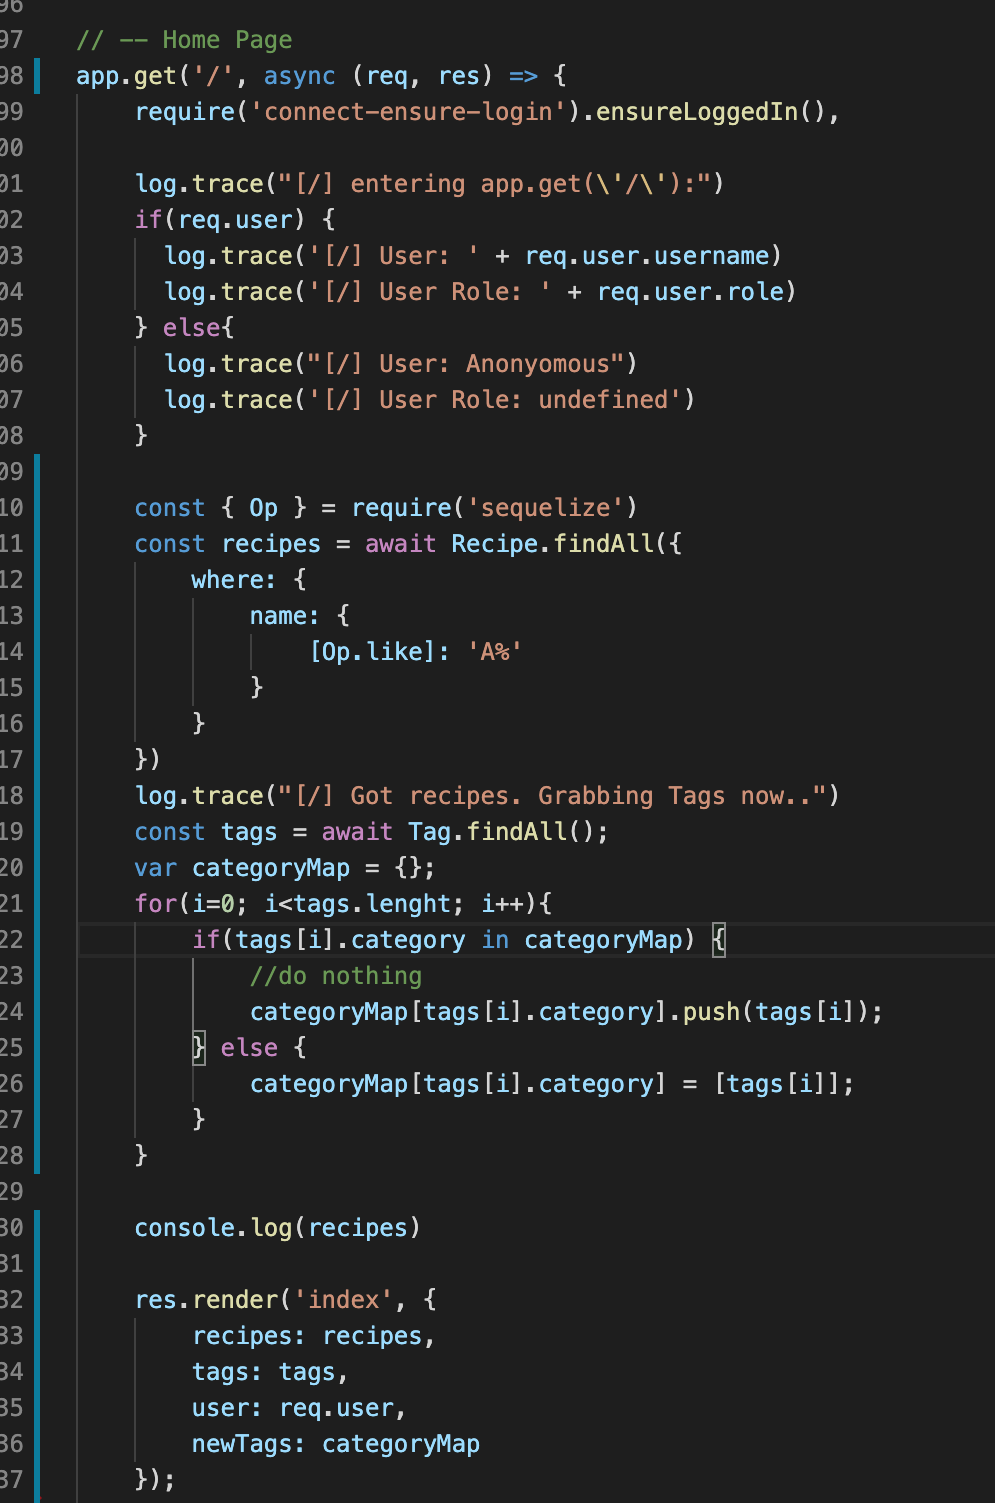 96
97 // -- Home Page
98 app.get('/', async (req, res) => {
99 require('connect-ensure-login').ensureLoggedIn(),
00
01 log.trace("[/] entering app.get(\'/\'):")
02 if(req.user) {
03 log.trace('[/] User: ' + req.user.username)
04 log.trace('[/] User Role: ' + req.user.role)
05 } else{
06 log.trace("[/] User: Anonyomous")
07 log.trace('[/] User Role: undefined')
08 }
09
10 const { Op } = require('sequelize')
11 const recipes = await Recipe.findAll({
12 where: {
13 name: {
14 [Op.like]: 'A%'
15 }
16 }
17 })
18 log.trace("[/] Got recipes. Grabbing Tags now..")
19 const tags = await Tag.findAll();
20 var categoryMap = {};
21 for(i=0; i<tags.lenght; i++){
22 if(tags[i].category in categoryMap) {
23 //do nothing
24 categoryMap[tags[i].category].push(tags[i]);
25 } else {
26 categoryMap[tags[i].category] = [tags[i]];
27 }
28 }
29
30 console.log(recipes)
31
32 res.render('index', {
33 recipes: recipes,
34 tags: tags,
35 user: req.user,
36 newTags: categoryMap
37 });